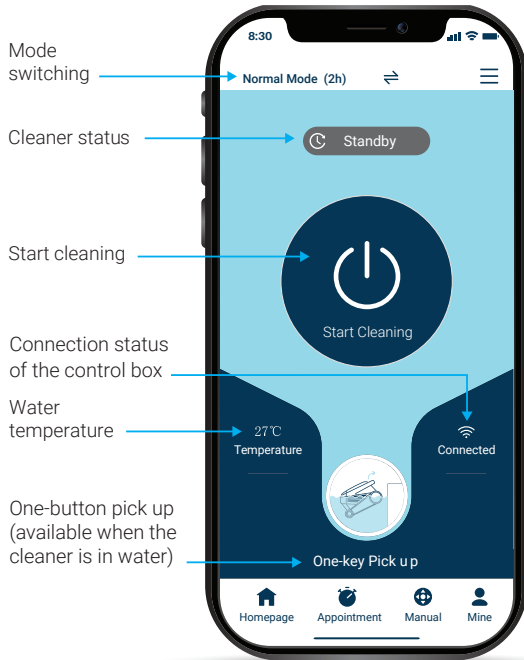 8:30
Mode
switching
Normal Mode (2h)
Cleaner status
Standby
Start cleaning
Start Cleaning
Connection status
of the control box
Water
temperature
27℃
Temperature
Connected
One-button pick up
(available when the
cleaner is in water)
One-key Pick up
Homepage
Appointment
Manual
Mine